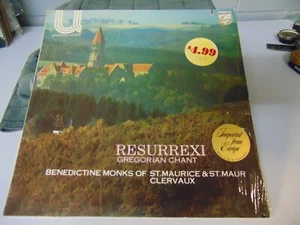 $4.99
RESURREXI
GREGORIAN CHANT
Imported
from
Europe
BENEDICTINE MONKS OF ST.MAURICE & ST.MAUR
CLERVAUX